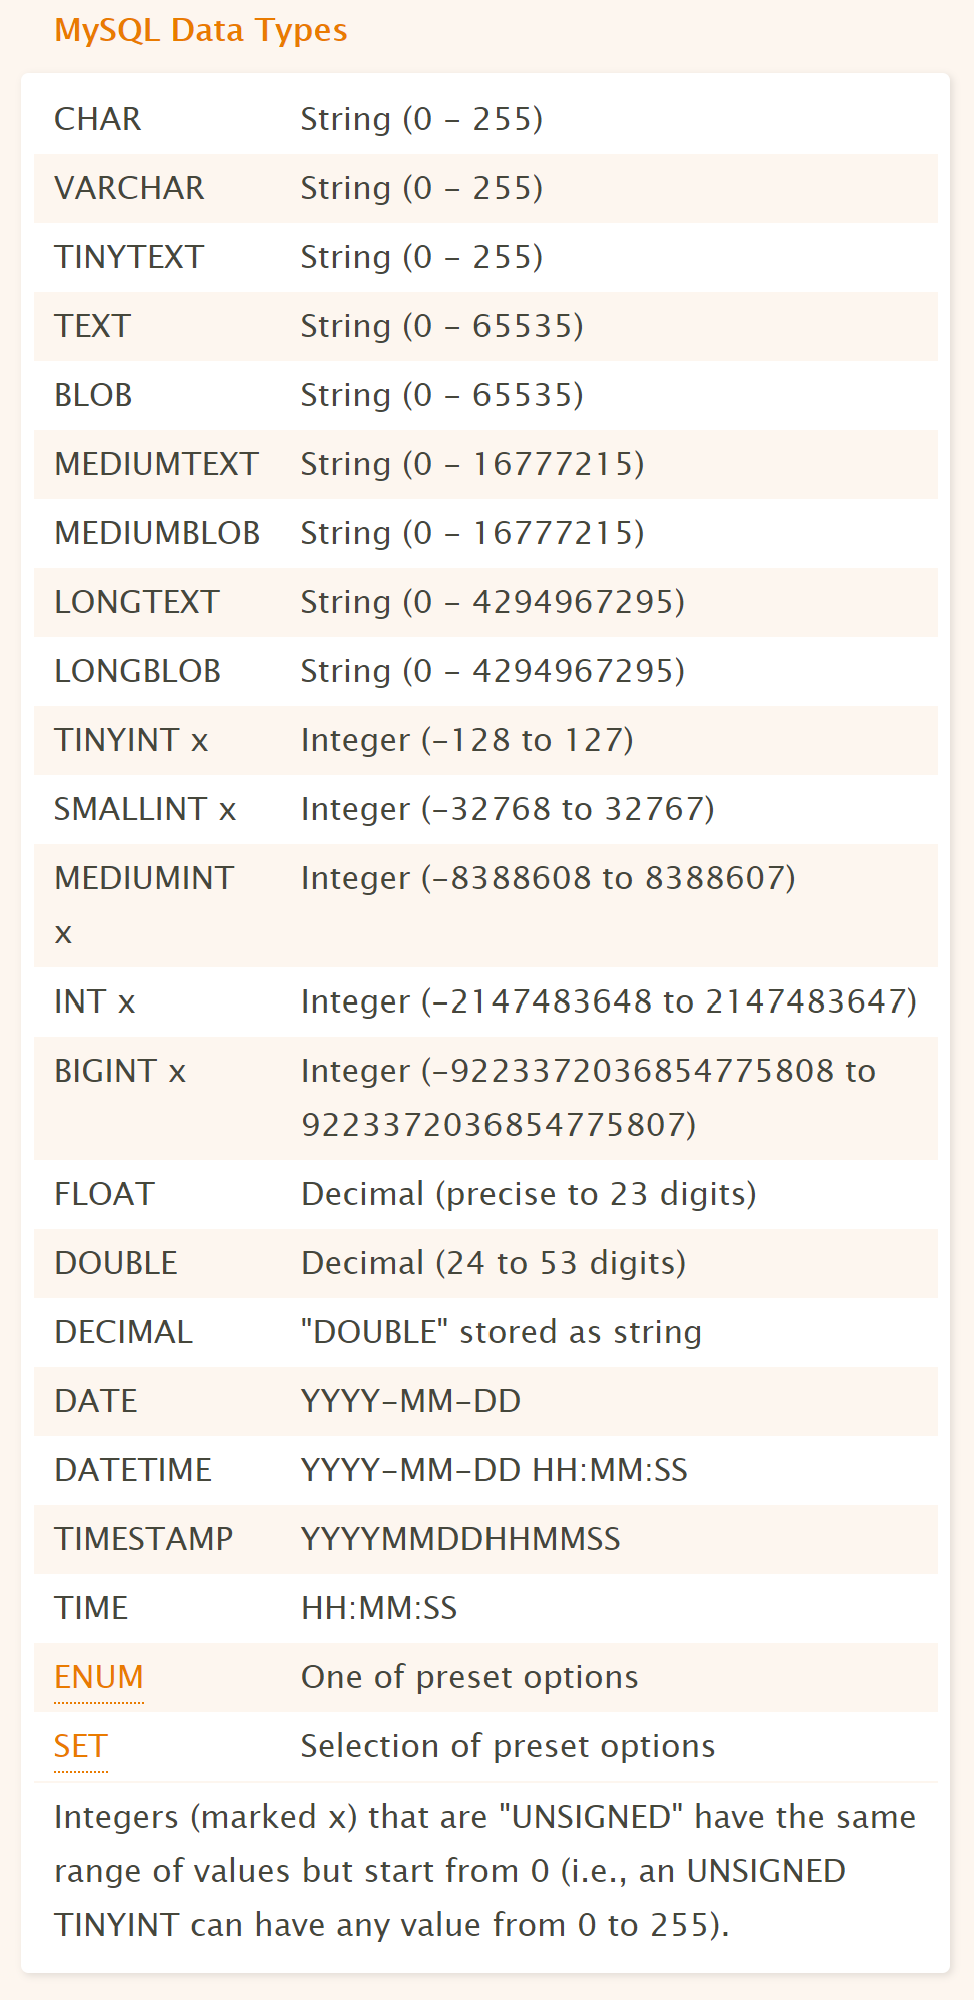 MySQL Data Types
CHAR String (0 - 255)
VARCHAR String (0 - 255)
TINYTEXT String (0 - 255)
TEXT String (0 - 65535)
BLOB String (0 - 65535)
MEDIUMTEXT String (0 - 16777215)
MEDIUMBLOB String (0 - 16777215)
LONGTEXT String (0 - 4294967295)
LONGBLOB String (0 - 4294967295)
TINYINT x Integer (-128 to 127)
SMALLINT x Integer (-32768 to 32767)
MEDIUMINT Integer (-8388608 to 8388607)
x
INT x Integer (-2147483648 to 2147483647)
BIGINT x Integer (-9223372036854775808 to
9223372036854775807)
FLOAT Decimal (precise to 23 digits)
DOUBLE Decimal (24 to 53 digits)
DECIMAL "DOUBLE" stored as string
DATE YYYY-MM-DD
DATETIME YYYY-MM-DD HH:MM:SS
TIMESTAMP YYYYMMDDHHMMSS
TIME HH:MM:SS
ENUM One of preset options
SET Selection of preset options
Integers (marked x) that are "UNSIGNED" have the same
range of values but start from 0 (i.e., an UNSIGNED
TINYINT can have any value from 0 to 255).